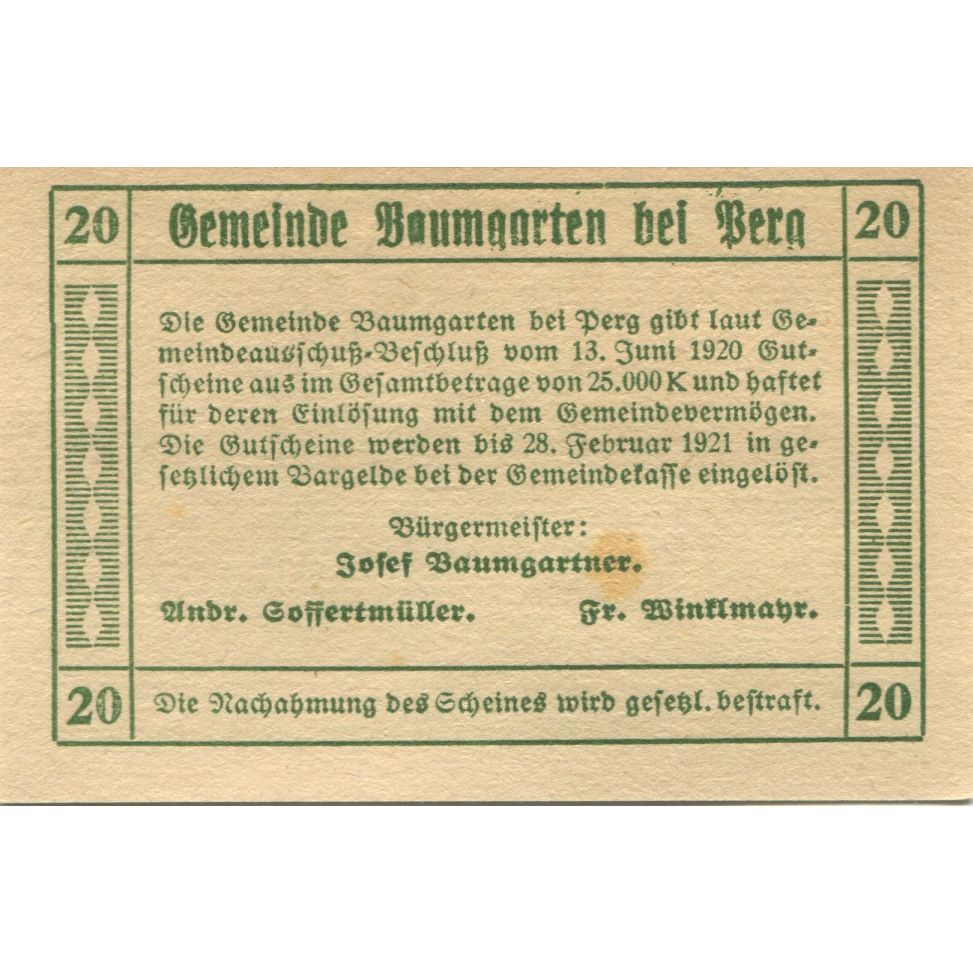 20 Gemeinde Baumgarten bei Perg 20
Die Gemeinde Baumgarten bei Perg gibt laut Ge-
meindeausschuß-Beschluß vom 13. Juni 1920 Gut-
scheine aus im Gesamtbetrage von 25.000 K und haftet
für deren Einlösung mit dem Gemeindevermögen.
Die Gutscheine werden bis 28. Februar 1921 in ge-
setzlichem Bargelde bei der Gemeindekasse eingelöst.
Bürgermeister:
Josef Baumgartner.
Andr. Soffertmüller. Fr. Winklmayr.
20 Die Nachahmung des Scheines wird gesetzl. bestraft. 20